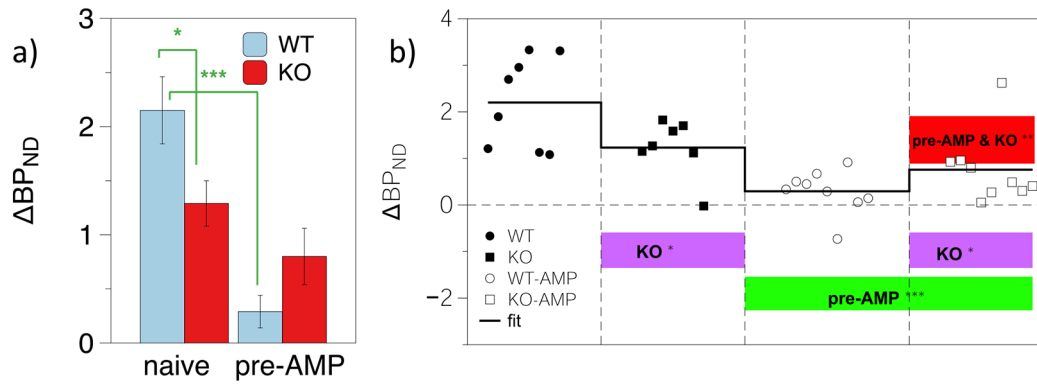 a)
3
2
1
0
ΔBPND
WT
KO
*
***
naive
pre-AMP
b)
4
2
0
−2
ΔBPND
WT
KO
WT-AMP
KO-AMP
fit
KO *
pre-AMP ***
pre-AMP & KO **
KO *